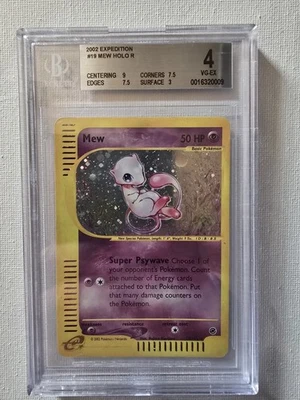 2002 EXPEDITION
#19 MEW HOLO R
CENTERING 9 CORNERS 7.5
EDGES 7.5 SURFACE 3
4
VG-EX
0016320009
Mew 50 HP
Basic Pokémon
Super Psywave Choose 1 of
your opponent's Pokémon. Count
the number of Energy cards
attached to that Pokémon. Put
that many damage counters on
the Pokémon.
resistance